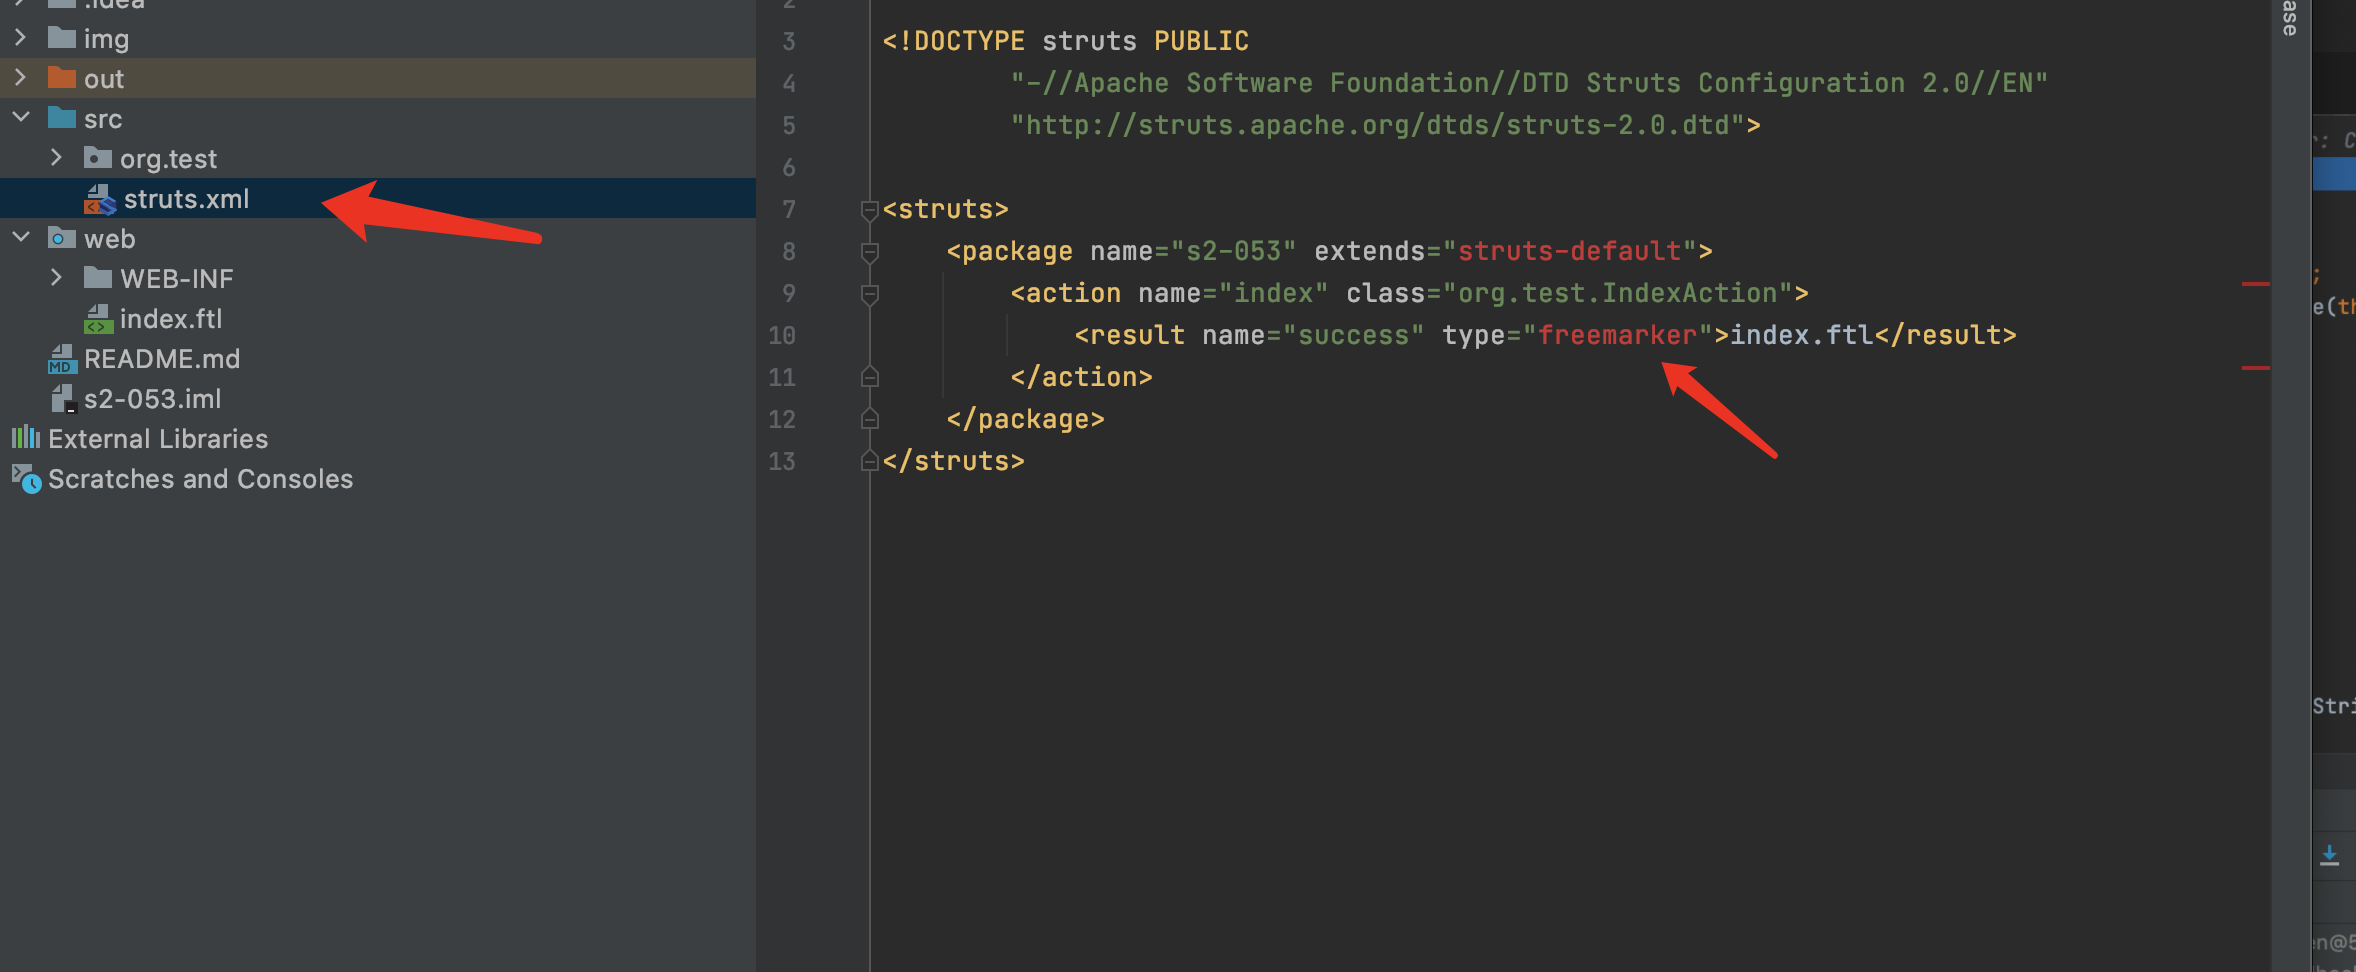 .idea
img
out
src
org.test
struts.xml
web
WEB-INF
index.ftl
README.md
s2-053.iml
External Libraries
Scratches and Consoles
2
3 <!DOCTYPE struts PUBLIC
4 "-//Apache Software Foundation//DTD Struts Configuration 2.0//EN"
5 "http://struts.apache.org/dtds/struts-2.0.dtd">
6
7 <struts>
8 <package name="s2-053" extends="struts-default">
9 <action name="index" class="org.test.IndexAction">
10 <result name="success" type="freemarker">index.ftl</result>
11 </action>
12 </package>
13 </struts>
ase
r: C
;
e(th
Stri
en@5